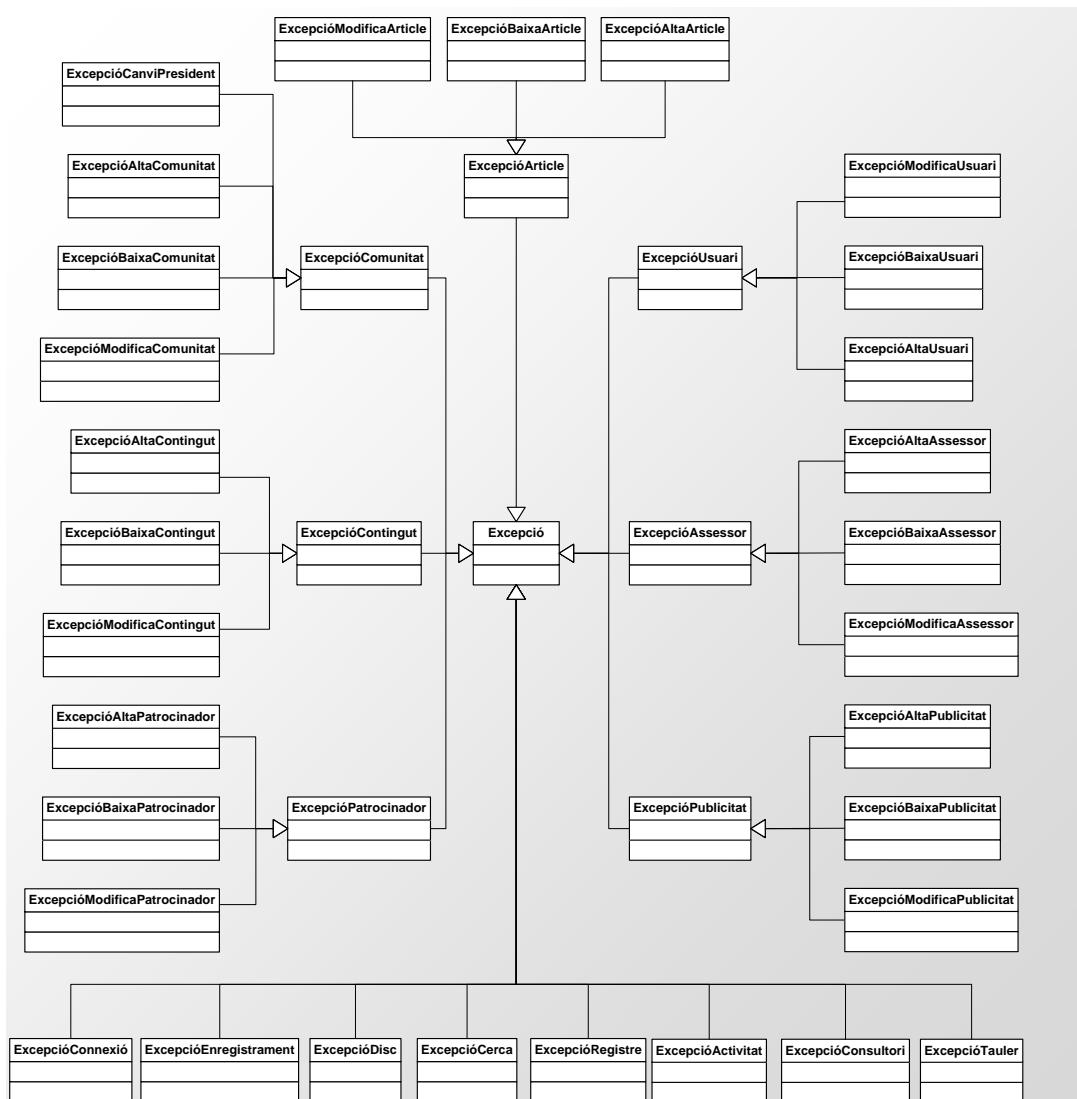 ExcepcióModificaArticle
ExcepcióBaixaArticle
ExcepcióAltaArticle
ExcepcióCanviPresident
ExcepcióAltaComunitat
ExcepcióArticle
ExcepcióModificaUsuari
ExcepcióBaixaComunitat
ExcepcióComunitat
ExcepcióUsuari
ExcepcióBaixaUsuari
ExcepcióModificaComunitat
ExcepcióAltaUsuari
ExcepcióAltaContingut
ExcepcióAltaAssessor
ExcepcióBaixaContingut
ExcepcióContingut
Excepció
ExcepcióAssessor
ExcepcióBaixaAssessor
ExcepcióModificaContingut
ExcepcióModificaAssessor
ExcepcióAltaPatrocinador
ExcepcióAltaPublicitat
ExcepcióBaixaPatrocinador
ExcepcióPatrocinador
ExcepcióPublicitat
ExcepcióBaixaPublicitat
ExcepcióModificaPatrocinador
ExcepcióModificaPublicitat
ExcepcióConnexió
ExcepcióEnregistrament
ExcepcióDisc
ExcepcióCerca
ExcepcióRegistre
ExcepcióActivitat
ExcepcióConsultori
ExcepcióTauler